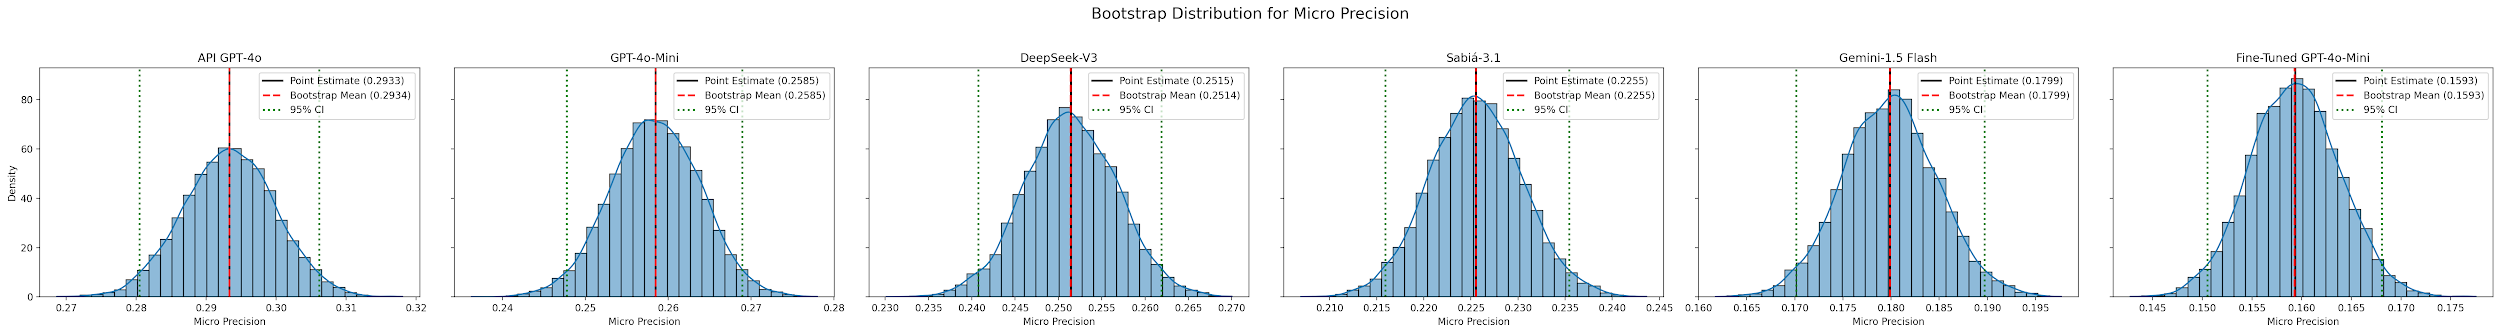 Bootstrap Distribution for Micro Precision
API GPT-4o
Density
0
20
40
60
80
0.27 0.28 0.29 0.30 0.31 0.32
Micro Precision
Point Estimate (0.2933)
Bootstrap Mean (0.2934)
95% CI
GPT-4o-Mini
0.24 0.25 0.26 0.27 0.28
Micro Precision
Point Estimate (0.2585)
Bootstrap Mean (0.2585)
95% CI
DeepSeek-V3
0.230 0.235 0.240 0.245 0.250 0.255 0.260 0.265 0.270
Micro Precision
Point Estimate (0.2515)
Bootstrap Mean (0.2514)
95% CI
Sabiá-3.1
0.210 0.215 0.220 0.225 0.230 0.235 0.240 0.245
Micro Precision
Point Estimate (0.2255)
Bootstrap Mean (0.2255)
95% CI
Gemini-1.5 Flash
0.160 0.165 0.170 0.175 0.180 0.185 0.190 0.195
Micro Precision
Point Estimate (0.1799)
Bootstrap Mean (0.1799)
95% CI
Fine-Tuned GPT-4o-Mini
0.145 0.150 0.155 0.160 0.165 0.170 0.175
Micro Precision
Point Estimate (0.1593)
Bootstrap Mean (0.1593)
95% CI